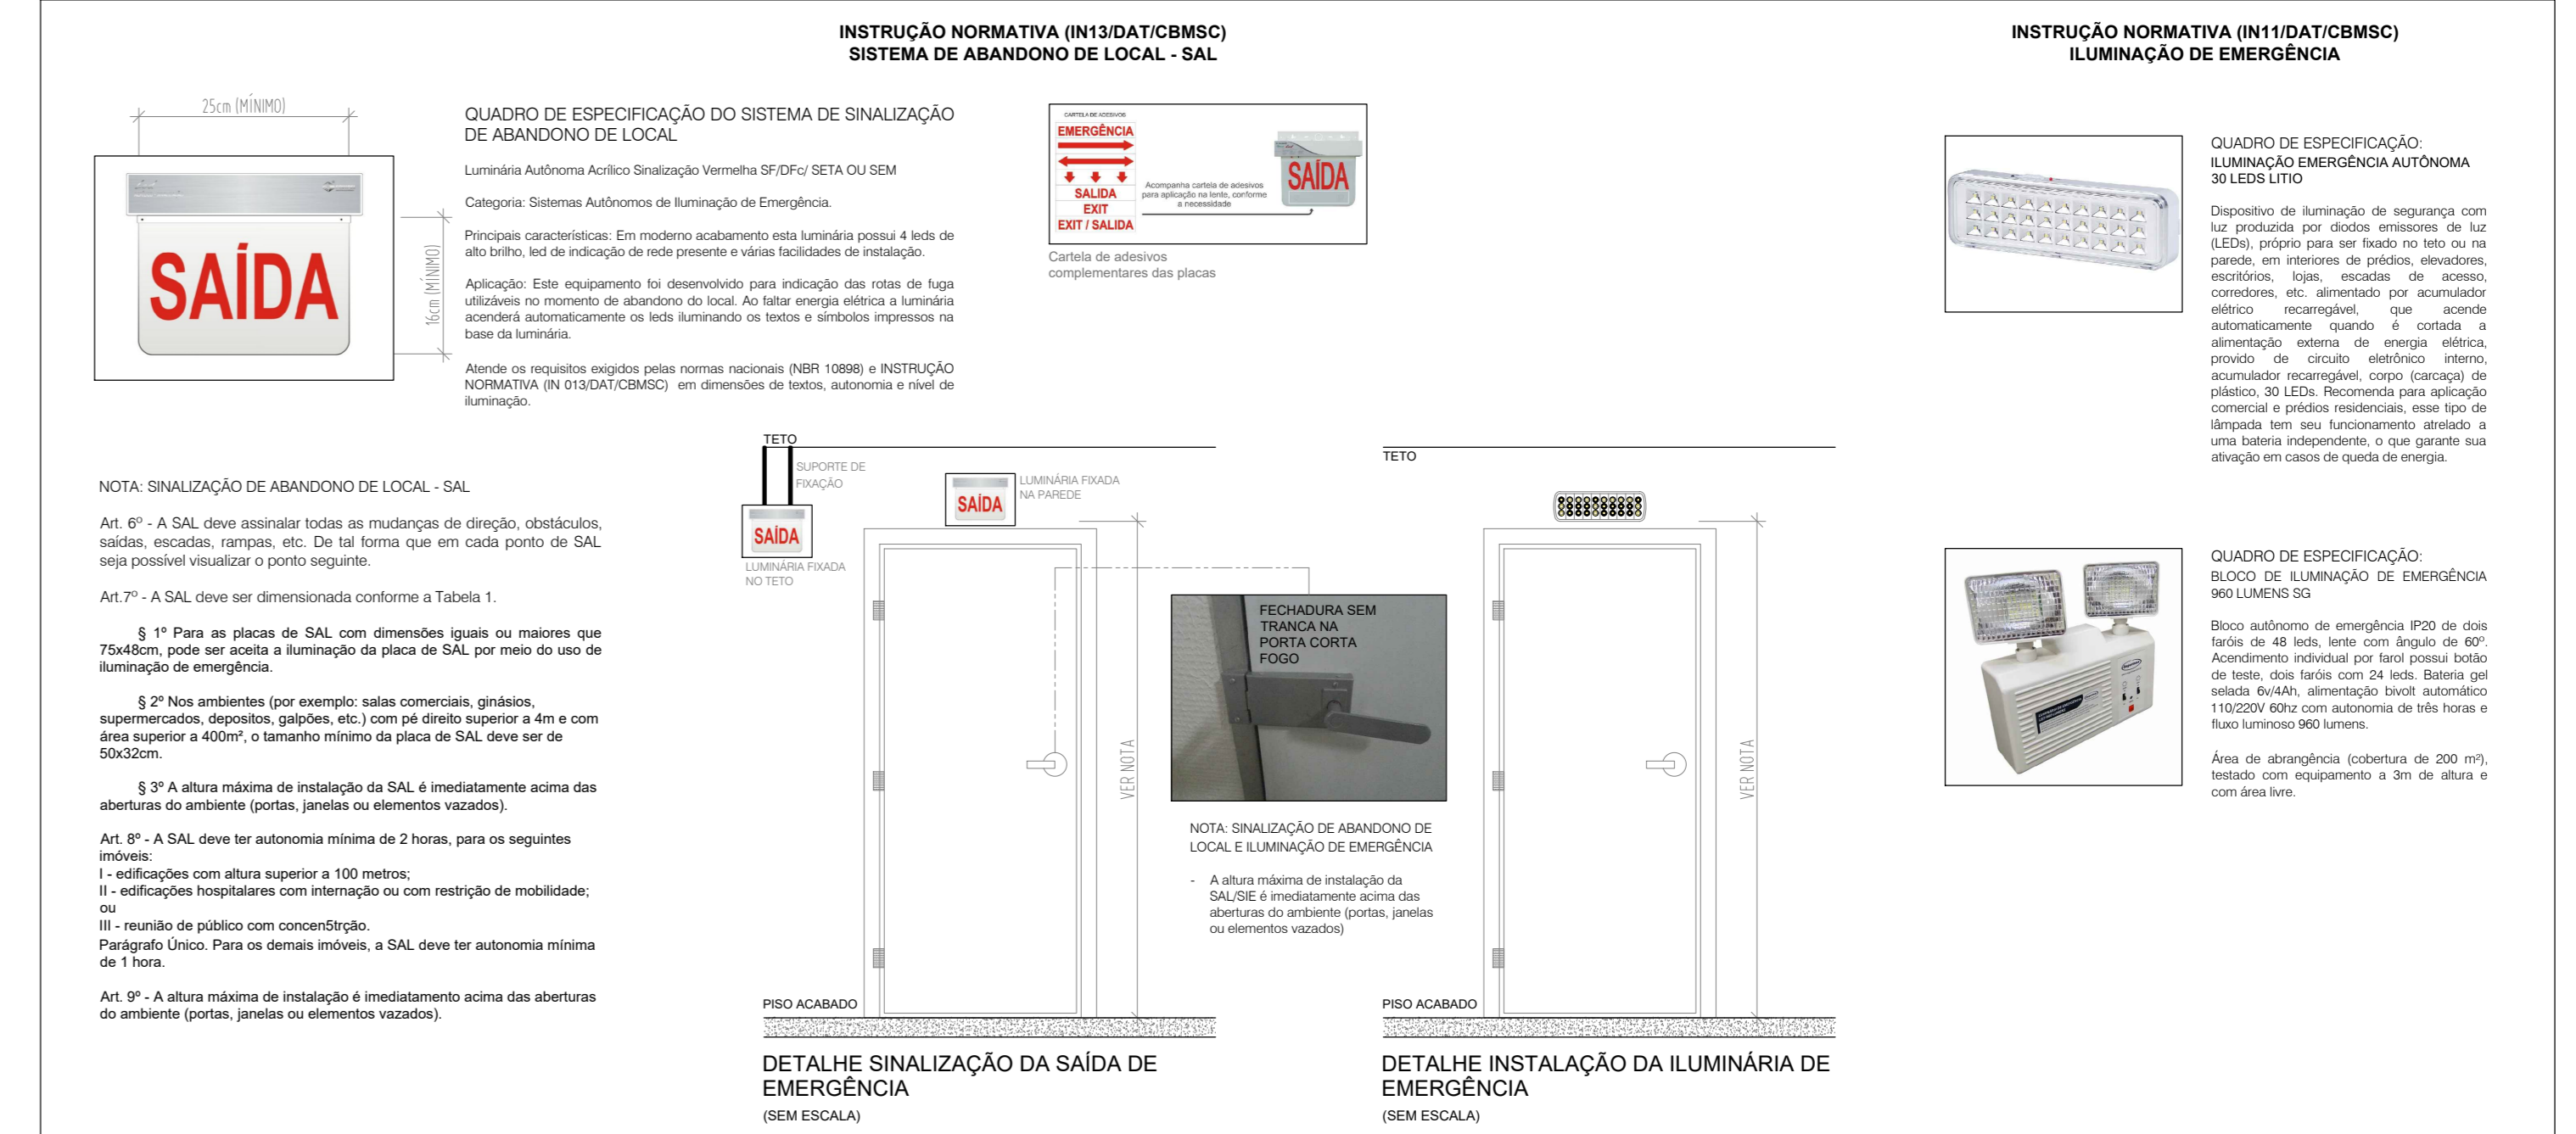 INSTRUÇÃO NORMATIVA (IN13/DAT/CBMSC)
SISTEMA DE ABANDONO DE LOCAL - SAL
25cm (MÍNIMO)
16cm (MÍNIMO)
SAÍDA
QUADRO DE ESPECIFICAÇÃO DO SISTEMA DE SINALIZAÇÃO
DE ABANDONO DE LOCAL
Luminária Autônoma Acrílico Sinalização Vermelha SF/DFc/ SETA OU SEM
Categoria: Sistemas Autônomos de Iluminação de Emergência.
Principais características: Em moderno acabamento esta luminária possui 4 leds de
alto brilho, led de indicação de rede presente e várias facilidades de instalação.
Aplicação: Este equipamento foi desenvolvido para indicação das rotas de fuga
utilizáveis no momento de abandono do local. Ao faltar energia elétrica a luminária
acenderá automaticamente os leds iluminando os textos e símbolos impressos na
base da luminária.
Atende os requisitos exigidos pelas normas nacionais (NBR 10898) e INSTRUÇÃO
NORMATIVA (IN 013/DAT/CBMSC) em dimensões de textos, autonomia e nível de
iluminação.
CARTELA DE ADESIVOS
EMERGÊNCIA
SALIDA
EXIT
EXIT / SALIDA
Acompanha cartela de adesivos
para aplicação na lente, conforme
a necessidade
SAÍDA
Cartela de adesivos
complementares das placas
NOTA: SINALIZAÇÃO DE ABANDONO DE LOCAL - SAL
Art. 6º - A SAL deve assinalar todas as mudanças de direção, obstáculos,
saídas, escadas, rampas, etc. De tal forma que em cada ponto de SAL
seja possível visualizar o ponto seguinte.
Art.7º - A SAL deve ser dimensionada conforme a Tabela 1.
§ 1º Para as placas de SAL com dimensões iguais ou maiores que
75x48cm, pode ser aceita a iluminação da placa de SAL por meio do uso de
iluminação de emergência.
§ 2º Nos ambientes (por exemplo: salas comerciais, ginásios,
supermercados, depositos, galpões, etc.) com pé direito superior a 4m e com
área superior a 400m², o tamanho mínimo da placa de SAL deve ser de
50x32cm.
§ 3º A altura máxima de instalação da SAL é imediatamente acima das
aberturas do ambiente (portas, janelas ou elementos vazados).
Art. 8º - A SAL deve ter autonomia mínima de 2 horas, para os seguintes
imóveis:
I - edificações com altura superior a 100 metros;
II - edificações hospitalares com internação ou com restrição de mobilidade;
ou
III - reunião de público com concen5trção.
Parágrafo Único. Para os demais imóveis, a SAL deve ter autonomia mínima
de 1 hora.
Art. 9º - A altura máxima de instalação é imediatamento acima das aberturas
do ambiente (portas, janelas ou elementos vazados).
TETO
SUPORTE DE
FIXAÇÃO
SAÍDA
LUMINÁRIA FIXADA
NO TETO
SAÍDA
LUMINÁRIA FIXADA
NA PAREDE
VER NOTA
PISO ACABADO
DETALHE SINALIZAÇÃO DA SAÍDA DE
EMERGÊNCIA
(SEM ESCALA)
FECHADURA SEM
TRANCA NA
PORTA CORTA
FOGO
NOTA: SINALIZAÇÃO DE ABANDONO DE
LOCAL E ILUMINAÇÃO DE EMERGÊNCIA
- A altura máxima de instalação da
SAL/SIE é imediatamente acima das
aberturas do ambiente (portas, janelas
ou elementos vazados)
TETO
VER NOTA
PISO ACABADO
DETALHE INSTALAÇÃO DA ILUMINÁRIA DE
EMERGÊNCIA
(SEM ESCALA)
INSTRUÇÃO NORMATIVA (IN11/DAT/CBMSC)
ILUMINAÇÃO DE EMERGÊNCIA
QUADRO DE ESPECIFICAÇÃO:
ILUMINAÇÃO EMERGÊNCIA AUTÔNOMA
30 LEDS LITIO
Dispositivo de iluminação de segurança com
luz produzida por diodos emissores de luz
(LEDs), próprio para ser fixado no teto ou na
parede, em interiores de prédios, elevadores,
escritórios, lojas, escadas de acesso,
corredores, etc. alimentado por acumulador
elétrico recarregável, que acende
automaticamente quando é cortada a
alimentação externa de energia elétrica,
provido de circuito eletrônico interno,
acumulador recarregável, corpo (carcaça) de
plástico, 30 LEDs. Recomenda para aplicação
comercial e prédios residenciais, esse tipo de
lâmpada tem seu funcionamento atrelado a
uma bateria independente, o que garante sua
ativação em casos de queda de energia.
QUADRO DE ESPECIFICAÇÃO:
BLOCO DE ILUMINAÇÃO DE EMERGÊNCIA
960 LUMENS SG
Bloco autônomo de emergência IP20 de dois
faróis de 48 leds, lente com ângulo de 60º.
Acendimento individual por farol possui botão
de teste, dois faróis com 24 leds. Bateria gel
selada 6v/4Ah, alimentação bivolt automático
110/220V 60hz com autonomia de três horas e
fluxo luminoso 960 lumens.
Área de abrangência (cobertura de 200 m²),
testado com equipamento a 3m de altura e
com área livre.